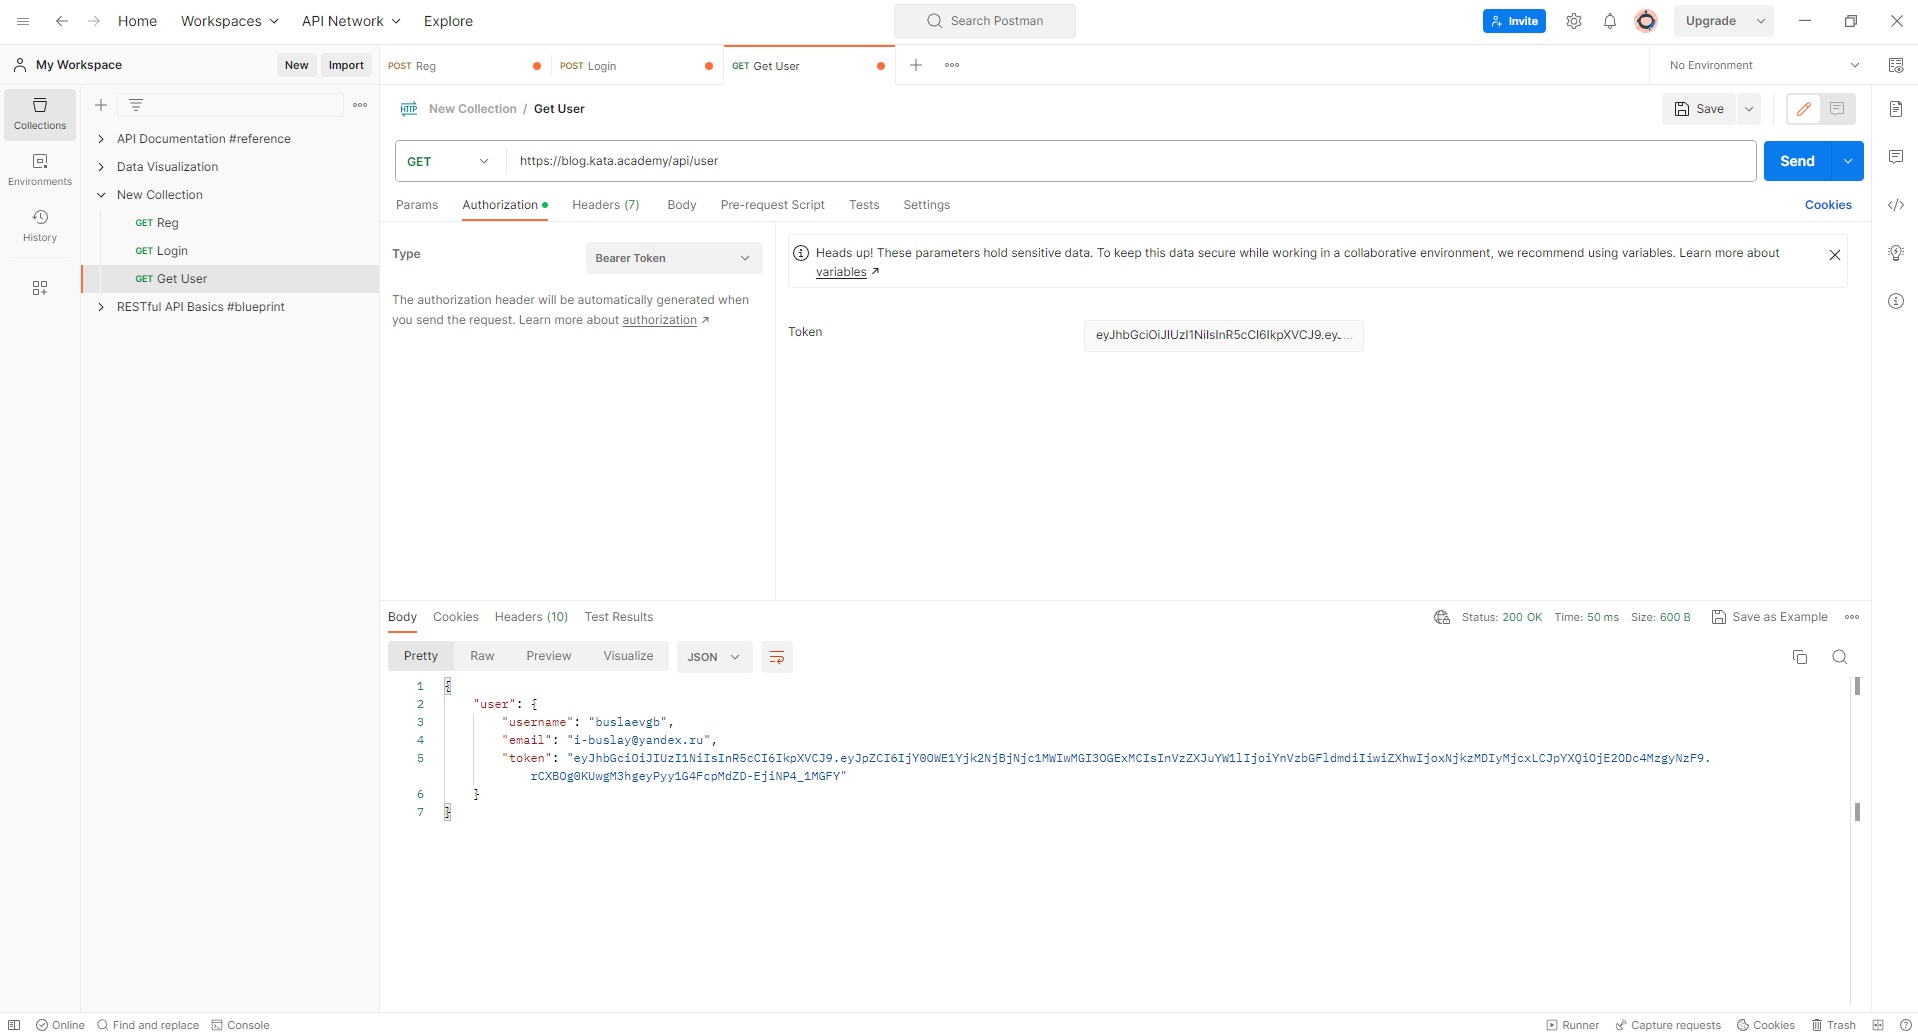 Home Workspaces API Network Explore Search Postman Invite Upgrade
My Workspace New Import POST Reg POST Login GET Get User No Environment
Collections
Environments
History
API Documentation #reference
Data Visualization
New Collection
GET Reg
GET Login
GET Get User
RESTful API Basics #blueprint
HTTP New Collection / Get User Save
GET https://blog.kata.academy/api/user Send
Params Authorization Headers (7) Body Pre-request Script Tests Settings Cookies
Type Bearer Token
The authorization header will be automatically generated when
you send the request. Learn more about authorization ↗
Heads up! These parameters hold sensitive data. To keep this data secure while working in a collaborative environment, we recommend using variables. Learn more about
variables ↗
Token eyJhbGciOiJIUzI1NiIsInR5cCI6IkpXVCJ9.ey...
Body Cookies Headers (10) Test Results Status: 200 OK Time: 50 ms Size: 600 B Save as Example
Pretty Raw Preview Visualize JSON
1 {
2 "user": {
3 "username": "buslaevgb",
4 "email": "i-buslay@yandex.ru",
5 "token": "eyJhbGciOiJIUzI1NiIsInR5cCI6IkpXVCJ9.eyJpZCI6IjY0OWE1Yjk2NjBjNjc1MWIwMGI3OGExMCIsInVzZXJuYW1lIjoiYnVzbGFldmdiIiwiZXhwIjoxNjkzMDIyMjcxLCJpYXQiOjE2ODc4MzgyNzF9.
rCXBOg0KUwgM3hgeyPyy1G4FcpMdZD-EjiNP4_1MGFY"
6 }
7 }
Online Find and replace Console Runner Capture requests Cookies Trash